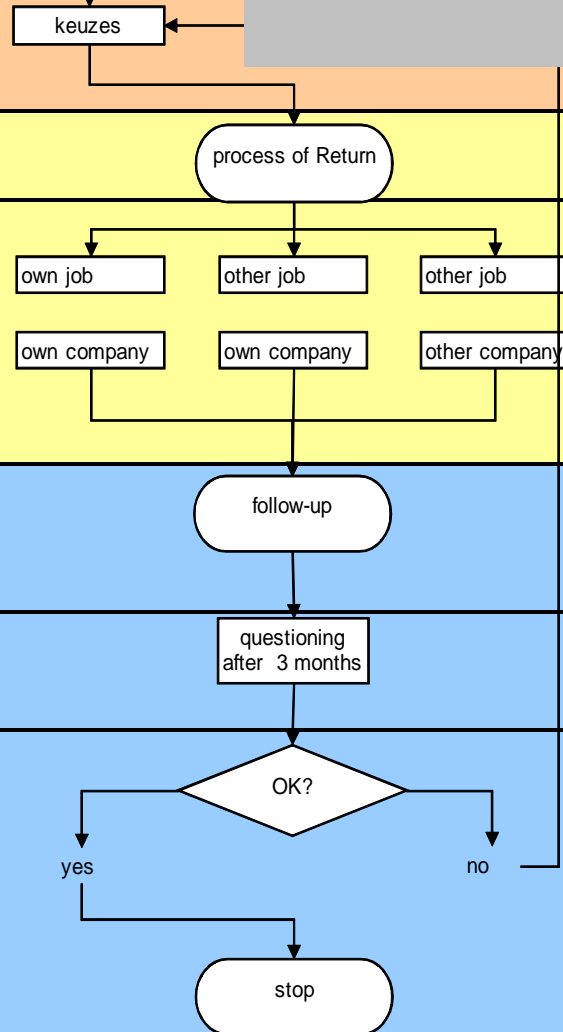 keuzes
process of Return
own job
other job
other job
own company
own company
other company
follow-up
questioning
after 3 months
OK?
yes
no
stop